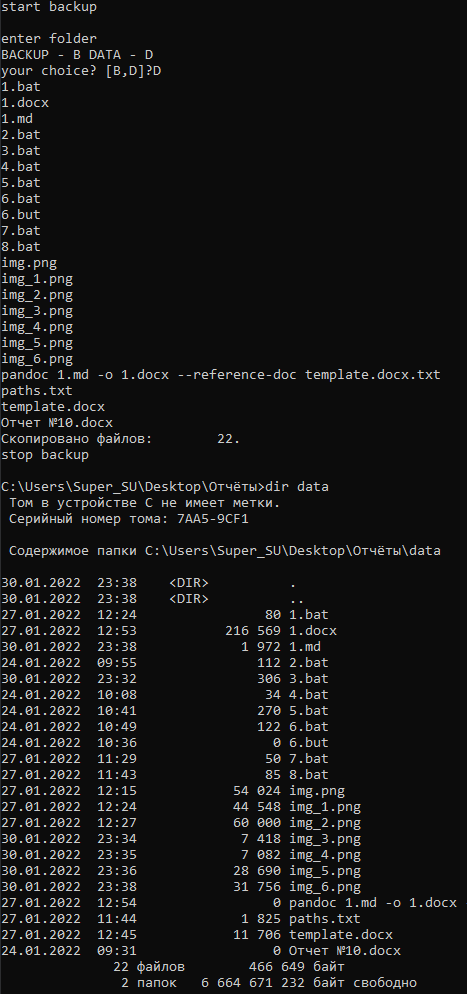 start backup
enter folder
BACKUP - B DATA - D
your choice? [B,D]?D
1.bat
1.docx
1.md
2.bat
3.bat
4.bat
5.bat
6.bat
6.but
7.bat
8.bat
img.png
img_1.png
img_2.png
img_3.png
img_4.png
img_5.png
img_6.png
pandoc 1.md -o 1.docx --reference-doc template.docx.txt
paths.txt
template.docx
Отчет №10.docx
Скопировано файлов:        22.
stop backup
C:\Users\Super_SU\Desktop\Отчёты>dir data
 Том в устройстве C не имеет метки.
 Серийный номер тома: 7AA5-9CF1
 Содержимое папки C:\Users\Super_SU\Desktop\Отчёты\data
30.01.2022  23:38    <DIR>          .
30.01.2022  23:38    <DIR>          ..
27.01.2022  12:24                80 1.bat
27.01.2022  12:53           216 569 1.docx
30.01.2022  23:38             1 972 1.md
24.01.2022  09:55               112 2.bat
30.01.2022  23:32               306 3.bat
24.01.2022  10:08                34 4.bat
24.01.2022  10:41               270 5.bat
24.01.2022  10:49               122 6.bat
24.01.2022  10:36                 0 6.but
27.01.2022  11:29                50 7.bat
27.01.2022  11:43                85 8.bat
27.01.2022  12:15            54 024 img.png
27.01.2022  12:24            44 548 img_1.png
27.01.2022  12:27            60 000 img_2.png
30.01.2022  23:34             7 418 img_3.png
30.01.2022  23:35             7 082 img_4.png
30.01.2022  23:36            28 690 img_5.png
30.01.2022  23:38            31 756 img_6.png
27.01.2022  12:54                 0 pandoc 1.md -o 1.docx
27.01.2022  11:44             1 825 paths.txt
27.01.2022  12:45            11 706 template.docx
24.01.2022  09:31                 0 Отчет №10.docx
              22 файлов        466 649 байт
               2 папок   6 664 671 232 байт свободно